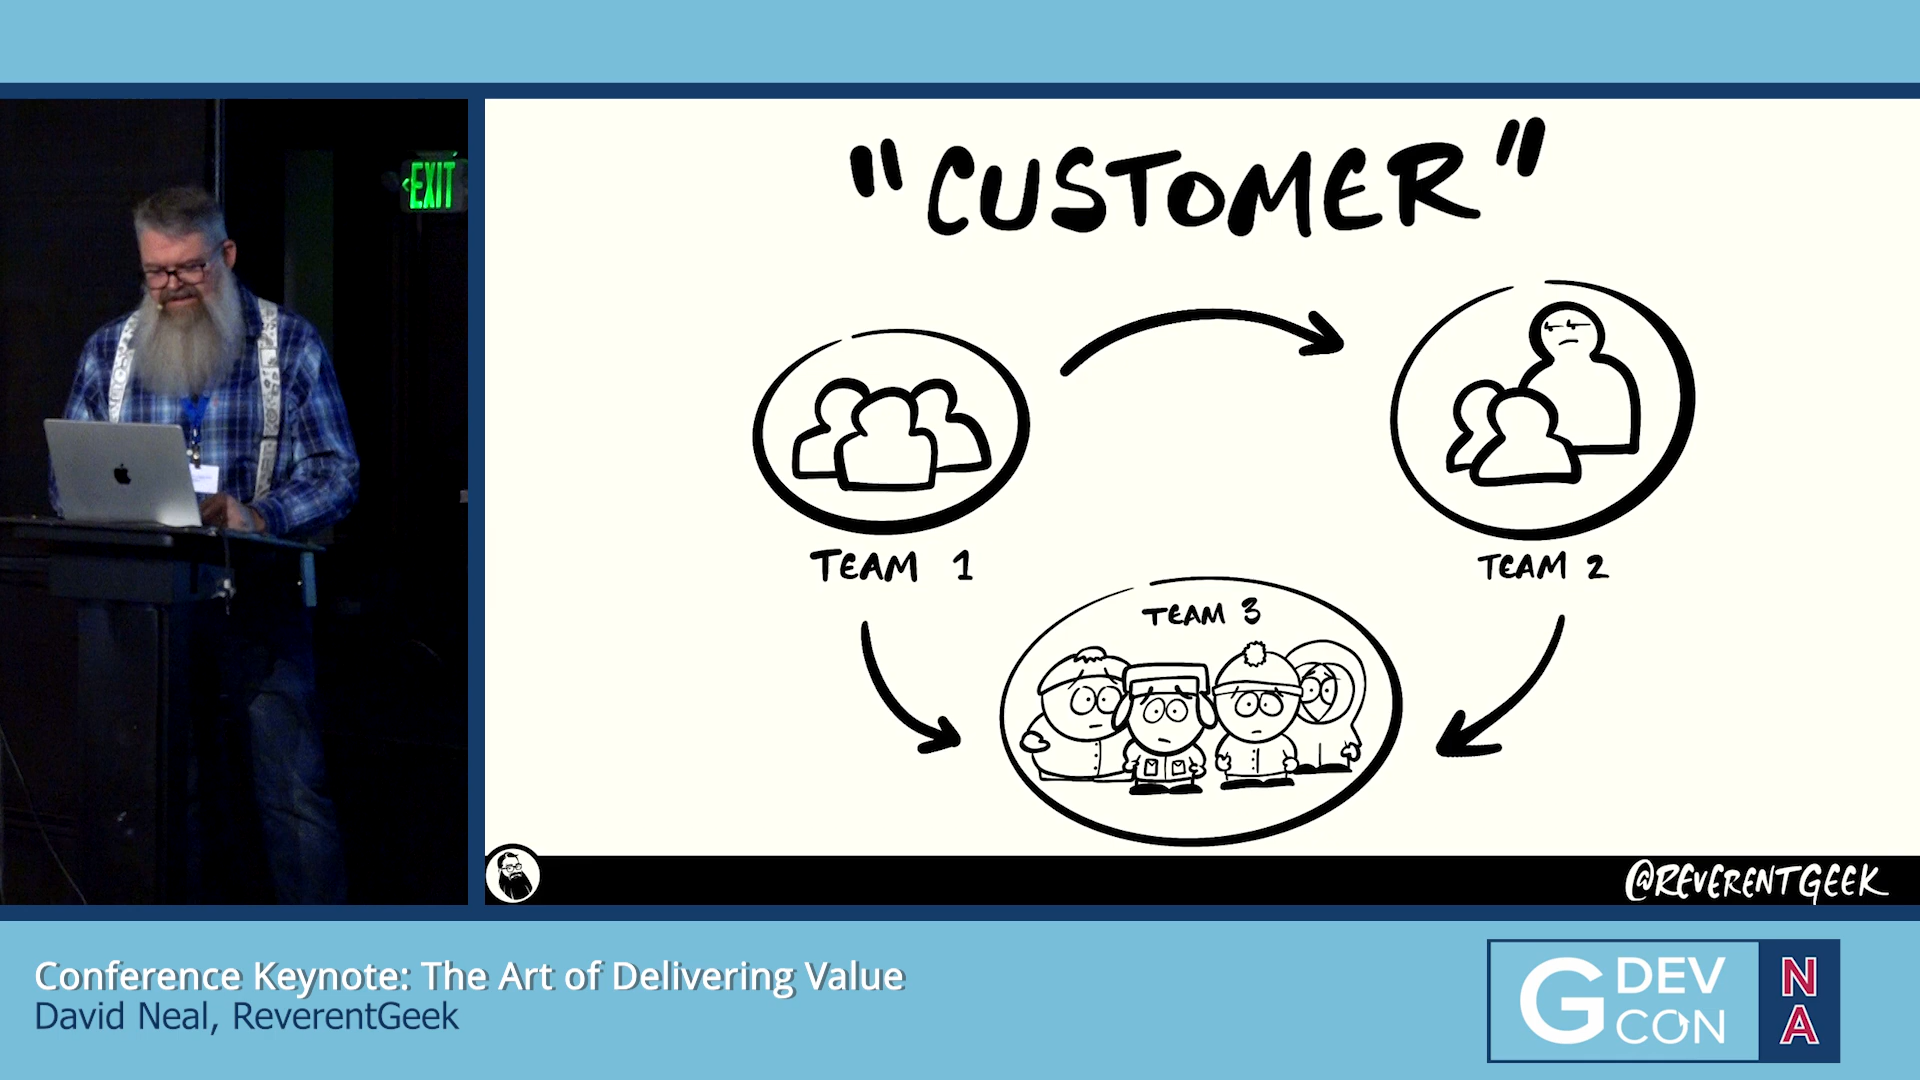 EXIT
"CUSTOMER"
TEAM 1
TEAM 2
TEAM 3
@REVERENTGEEK
Conference Keynote: The Art of Delivering Value
David Neal, ReverentGeek
G DEV CON NA